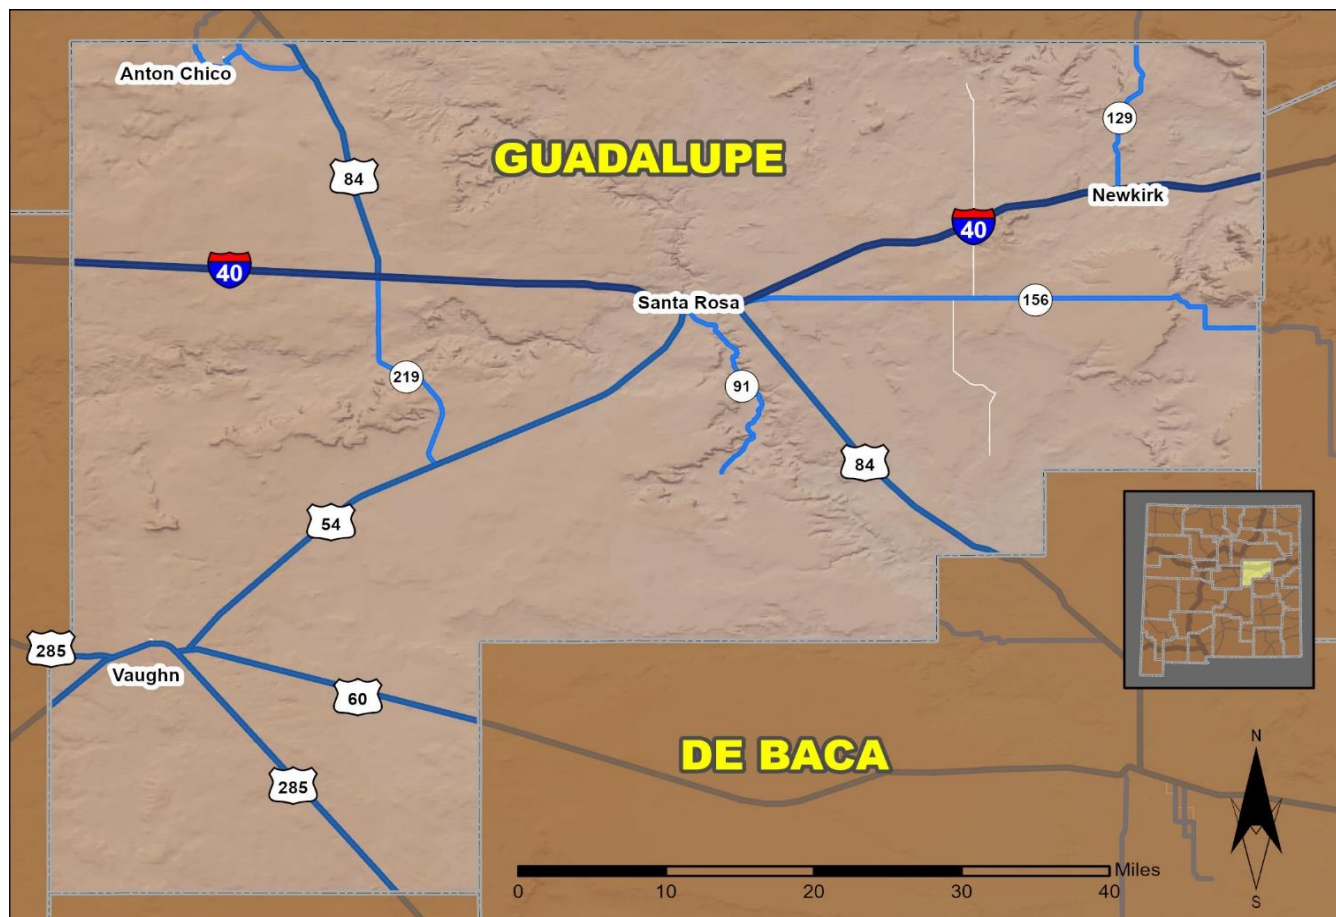 Anton Chico
129
GUADALUPE
84
Newkirk
40
40
Santa Rosa
156
219
91
84
54
285
Vaughn
60
DE BACA
285
N
S
Miles
0 10 20 30 40